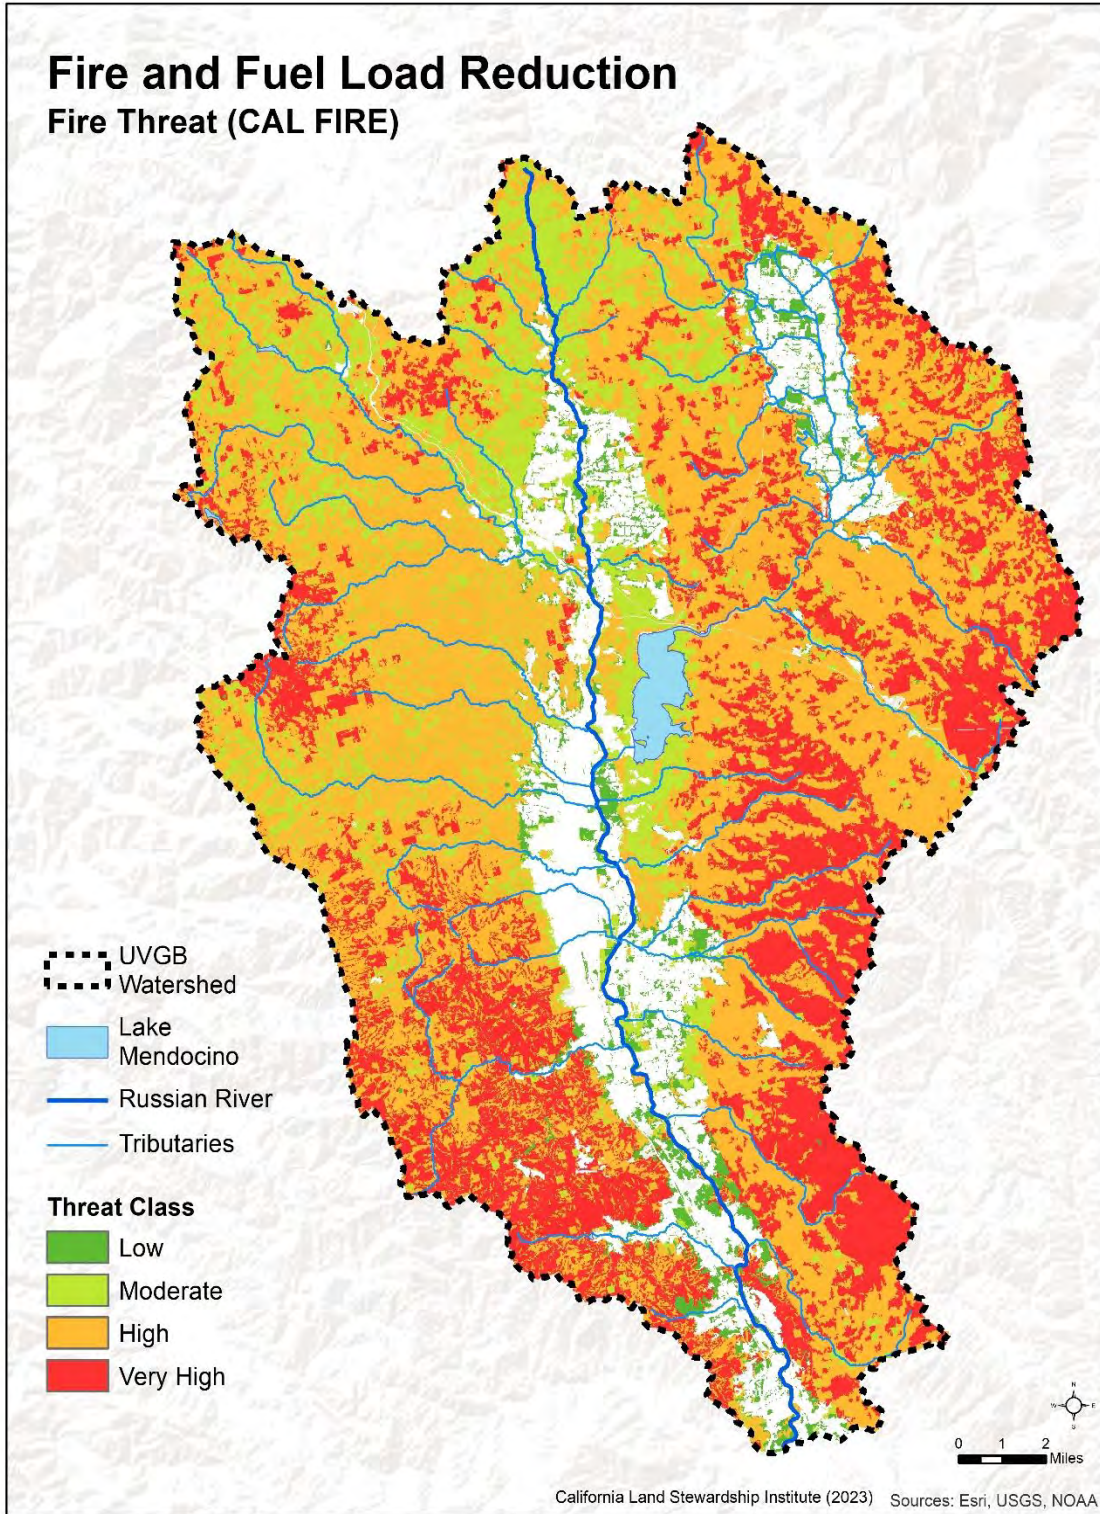 Fire and Fuel Load Reduction
Fire Threat (CAL FIRE)
UVGB
Watershed
Lake
Mendocino
Russian River
Tributaries
Threat Class
Low
Moderate
High
Very High
N
W E
S
0 1 2
Miles
California Land Stewardship Institute (2023) Sources: Esri, USGS, NOAA